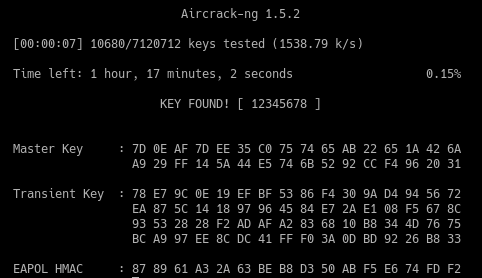 Aircrack-ng 1.5.2
[00:00:07] 10680/7120712 keys tested (1538.79 k/s)
Time left: 1 hour, 17 minutes, 2 seconds 0.15%
KEY FOUND! [ 12345678 ]
Master Key : 7D 0E AF 7D EE 35 C0 75 74 65 AB 22 65 1A 42 6A
A9 29 FF 14 5A 44 E5 74 6B 52 92 CC F4 96 20 31
Transient Key : 78 E7 9C 0E 19 EF BF 53 86 F4 30 9A D4 94 56 72
EA 87 5C 14 18 97 96 45 84 E7 2A E1 08 F5 67 8C
93 53 28 28 F2 AD AF A2 83 68 10 B8 34 4D 76 75
BC A9 97 EE 8C DC 41 FF F0 3A 0D BD 92 26 B8 33
EAPOL HMAC : 87 89 61 A3 2A 63 BE B8 D3 50 AB F5 E6 74 FD F2